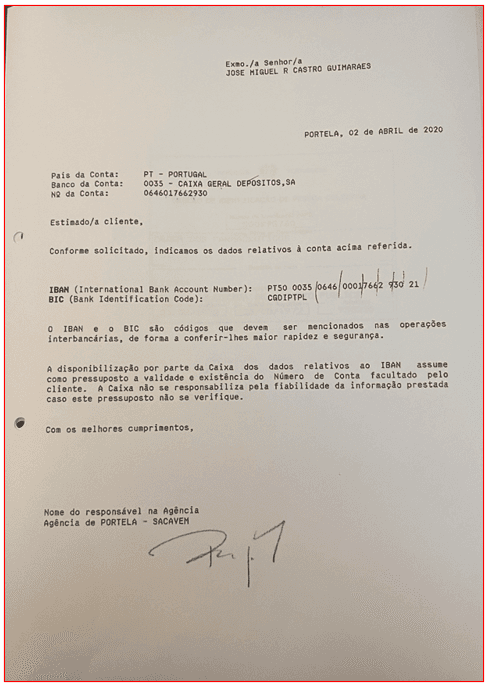 Exmo./a Senhor/a
JOSE MIGUEL R CASTRO GUIMARAES
PORTELA, 02 de ABRIL de 2020
País da Conta: PT - PORTUGAL
Banco da Conta: 0035 - CAIXA GERAL DEPÓSITOS,SA
Nº da Conta: 0646017662930
Estimado/a cliente,
Conforme solicitado, indicamos os dados relativos à conta acima referida.
IBAN (International Bank Account Number): PT50 0035 0646 00017662 930 21
BIC (Bank Identification Code): CGDIPTPL
O IBAN e o BIC são códigos que devem ser mencionados nas operações
interbancárias, de forma a conferir-lhes maior rapidez e segurança.
A disponibilização por parte da Caixa dos dados relativos ao IBAN assume
como pressuposto a validade e existência do Número de Conta facultado pelo
cliente. A Caixa não se responsabiliza pela fiabilidade da informação prestada
caso este pressuposto não se verifique.
Com os melhores cumprimentos,
Nome do responsável na Agência
Agência de PORTELA - SACAVEM